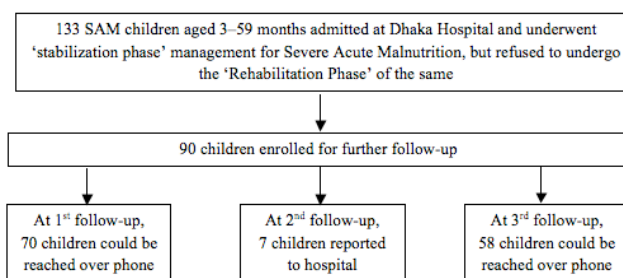 133 SAM children aged 3–59 months admitted at Dhaka Hospital and underwent
‘stabilization phase’ management for Severe Acute Malnutrition, but refused to undergo
the ‘Rehabilitation Phase’ of the same
90 children enrolled for further follow-up
At 1st follow-up,
70 children could be
reached over phone
At 2nd follow-up,
7 children reported
to hospital
At 3rd follow-up,
58 children could be
reached over phone